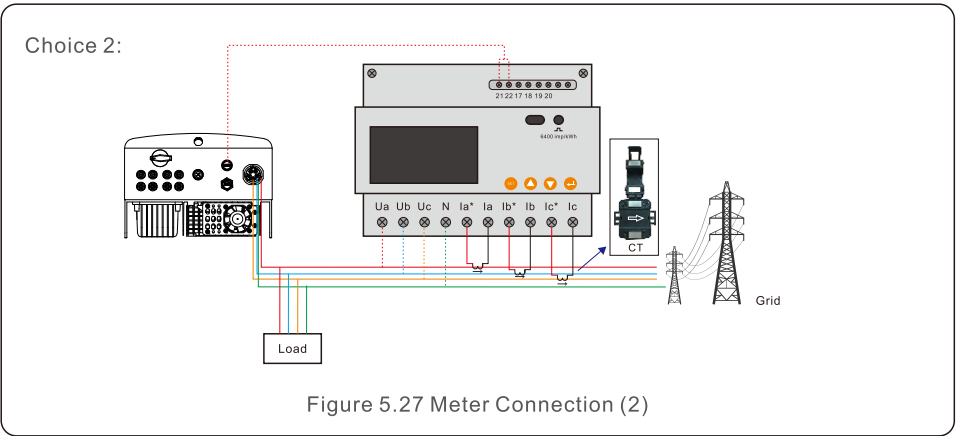 Choice 2:
21 22 17 18 19 20
6400 imp/kWh
Ua Ub Uc N Ia* Ia Ib* Ib Ic* Ic
CT
Grid
Load
Figure 5.27 Meter Connection (2)